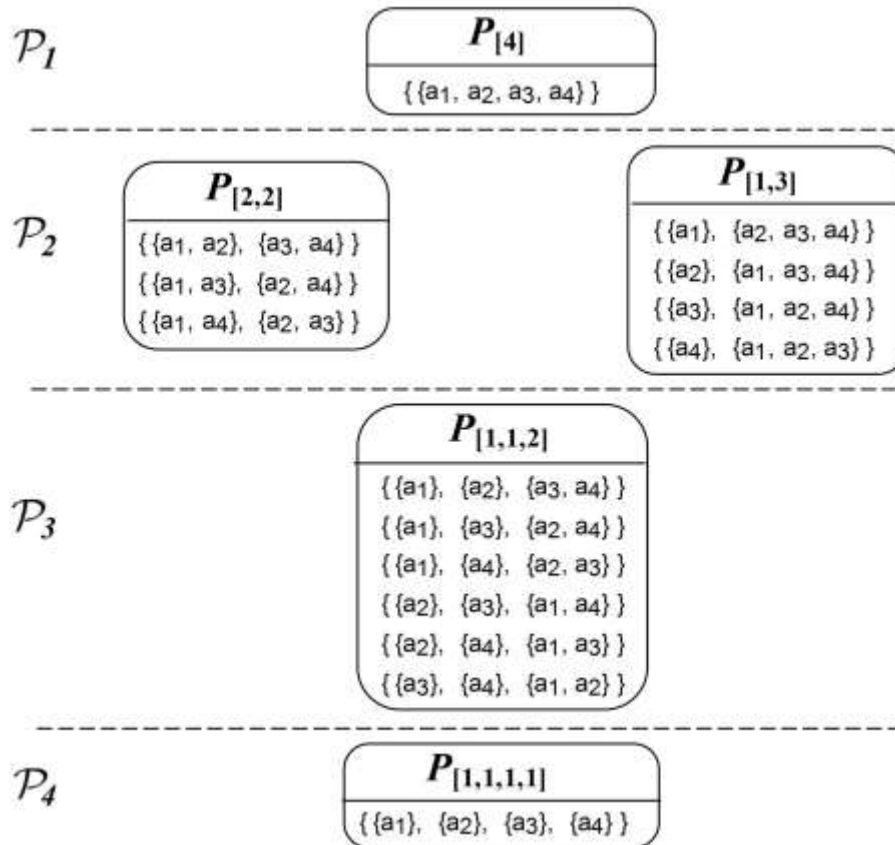 𝒫1
P[4]
{ {a1, a2, a3, a4} }
𝒫2
P[2,2]
{ {a1, a2}, {a3, a4} }
{ {a1, a3}, {a2, a4} }
{ {a1, a4}, {a2, a3} }
P[1,3]
{ {a1}, {a2, a3, a4} }
{ {a2}, {a1, a3, a4} }
{ {a3}, {a1, a2, a4} }
{ {a4}, {a1, a2, a3} }
𝒫3
P[1,1,2]
{ {a1}, {a2}, {a3, a4} }
{ {a1}, {a3}, {a2, a4} }
{ {a1}, {a4}, {a2, a3} }
{ {a2}, {a3}, {a1, a4} }
{ {a2}, {a4}, {a1, a3} }
{ {a3}, {a4}, {a1, a2} }
𝒫4
P[1,1,1,1]
{ {a1}, {a2}, {a3}, {a4} }